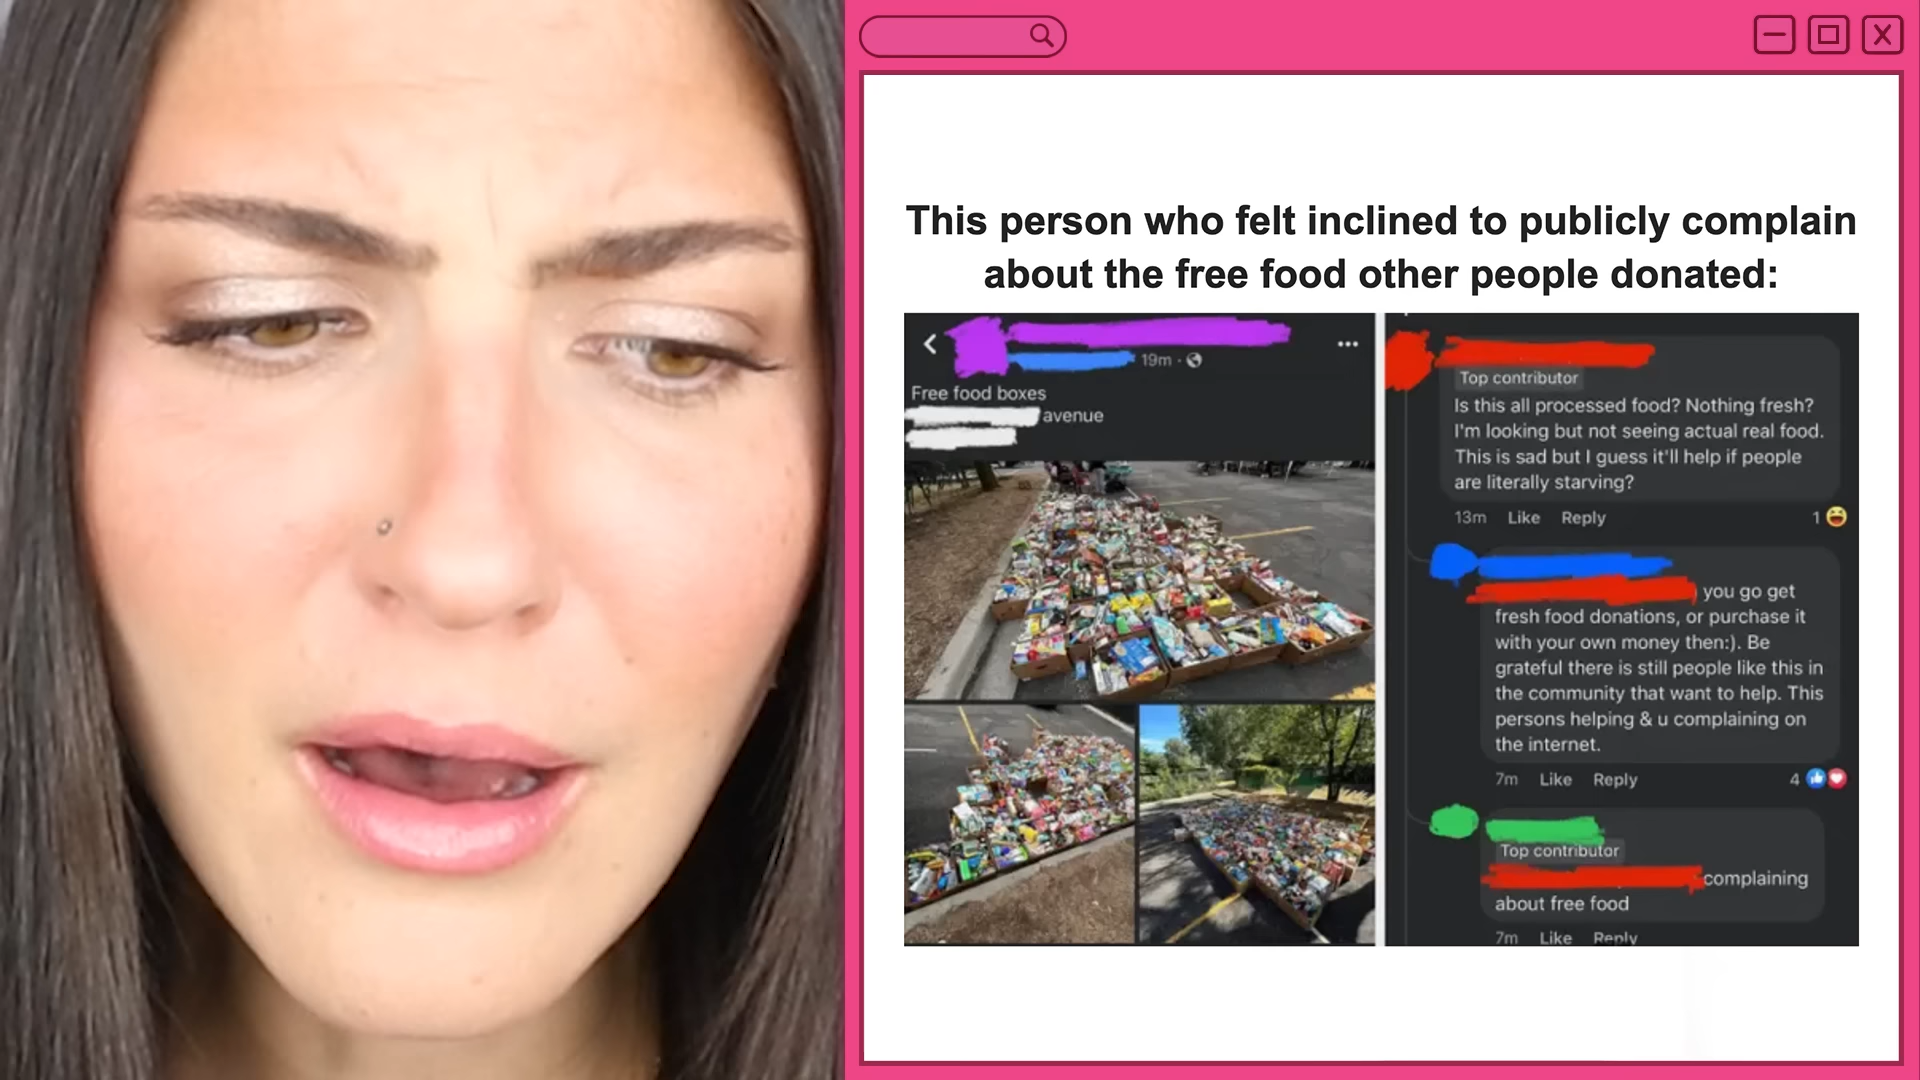 This person who felt inclined to publicly complain
about the free food other people donated:
19m ·
Free food boxes
avenue
Top contributor
Is this all processed food? Nothing fresh?
I'm looking but not seeing actual real food.
This is sad but I guess it'll help if people
are literally starving?
13m Like Reply 1
you go get
fresh food donations, or purchase it
with your own money then:). Be
grateful there is still people like this in
the community that want to help. This
persons helping & u complaining on
the internet.
7m Like Reply 4
Top contributor
complaining
about free food
7m Like Reply